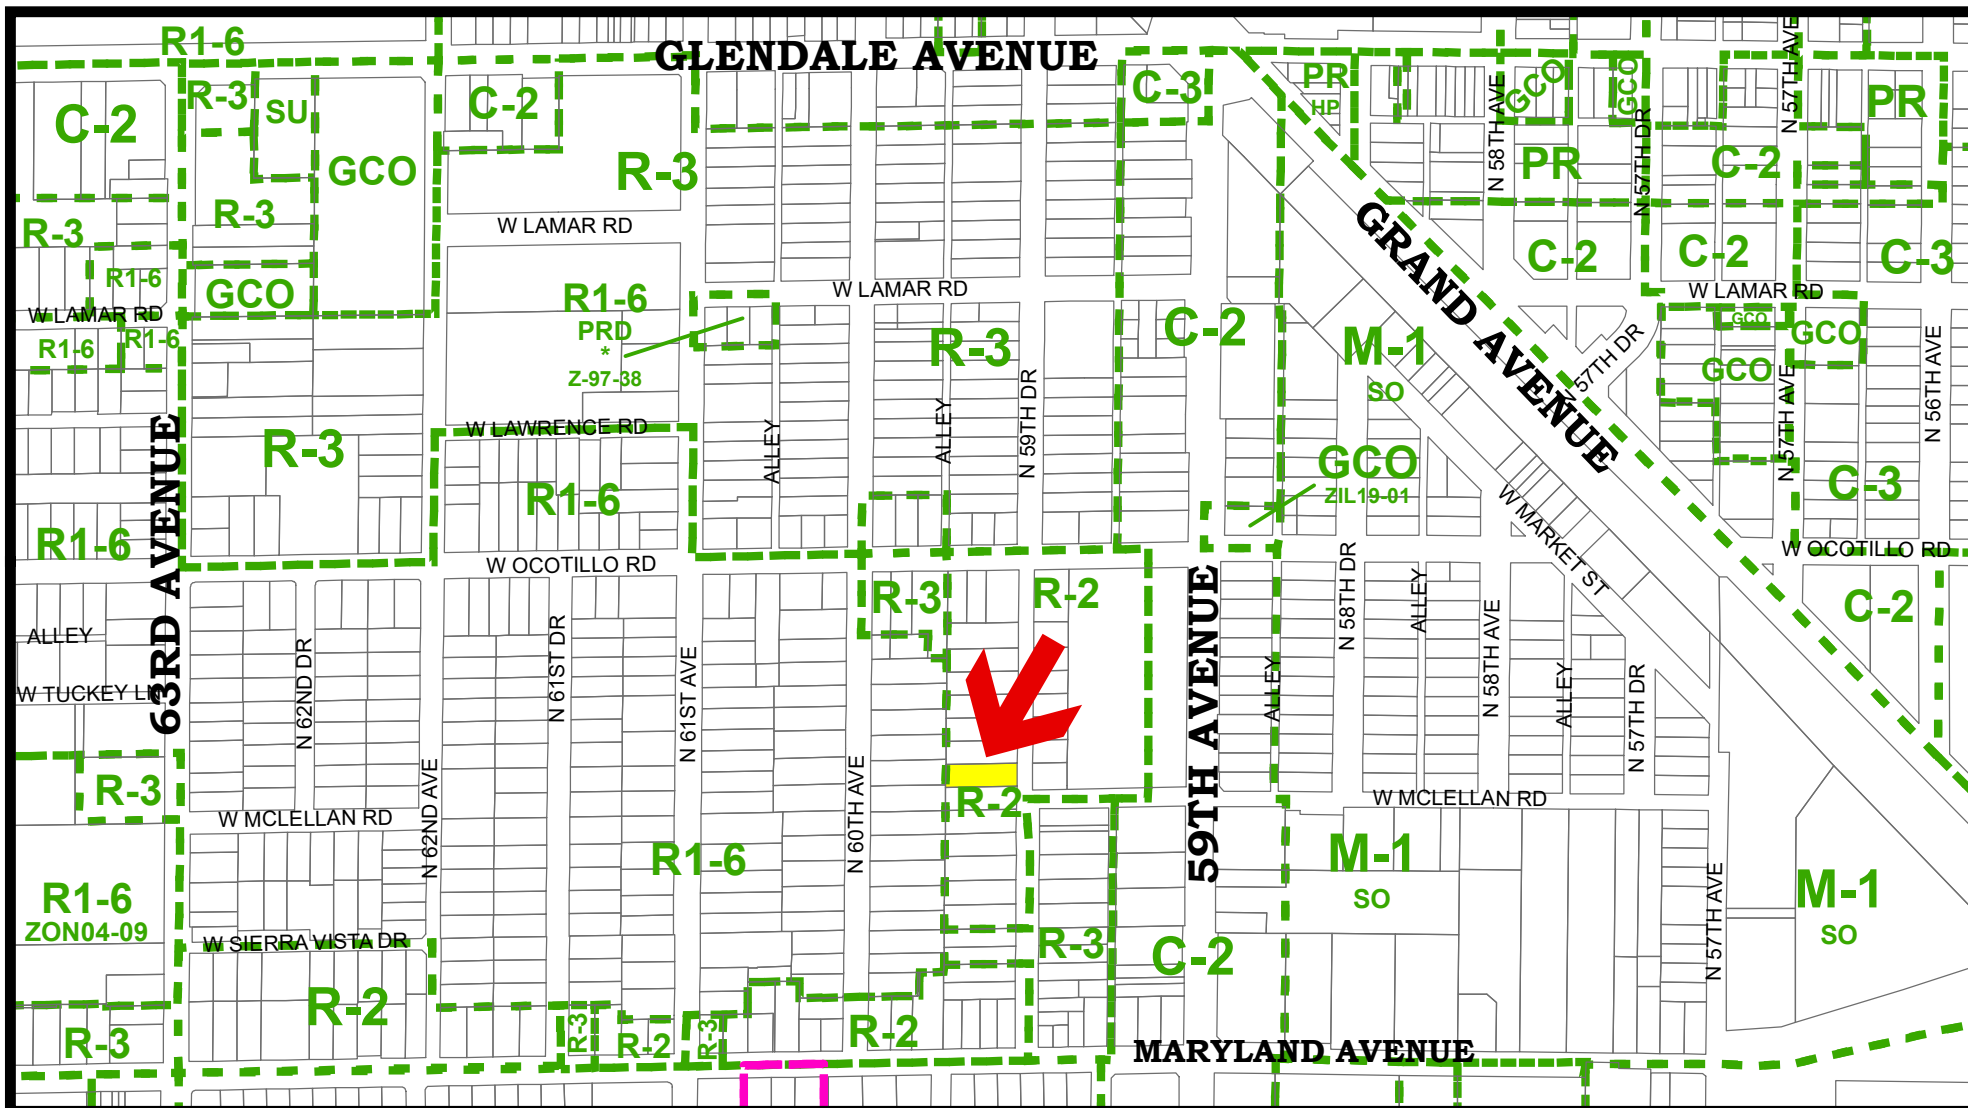 R1-6
GLENDALE AVENUE
C-2
R-3
SU
GCO
C-2
R-3
C-3
PR
HP
GCO
GCO
N 58TH AVE
N 57TH DR
N 57TH AVE
PR
PR
C-2
R-3
R-3
R1-6
GCO
W LAMAR RD
W LAMAR RD
R1-6
R1-6
W LAMAR RD
R1-6
PRD
*
Z-97-38
R-3
C-2
GRAND AVENUE
C-2
C-2
C-3
W LAMAR RD
GCO
GCO
GCO
M-1
SO
N 57TH DR
N 57TH AVE
N 56TH AVE
63RD AVENUE
R-3
W LAWRENCE RD
R1-6
ALLEY
ALLEY
N 59TH DR
GCO
ZIL19-01
C-3
W MARKET ST
R1-6
W OCOTILLO RD
W OCOTILLO RD
R-3
R-2
C-2
59TH AVENUE
N 58TH DR
ALLEY
N 58TH AVE
ALLEY
ALLEY
N 57TH DR
ALLEY
W TUCKEY LN
N 62ND DR
N 61ST DR
N 61ST AVE
N 60TH AVE
N 62ND AVE
R-3
W MCLELLAN RD
R-2
W MCLELLAN RD
R1-6
ZON04-09
R1-6
M-1
SO
N 57TH AVE
M-1
SO
W SIERRA VISTA DR
R-3
C-2
R-2
R-3
R-3
R-2
R-3
R-2
MARYLAND AVENUE